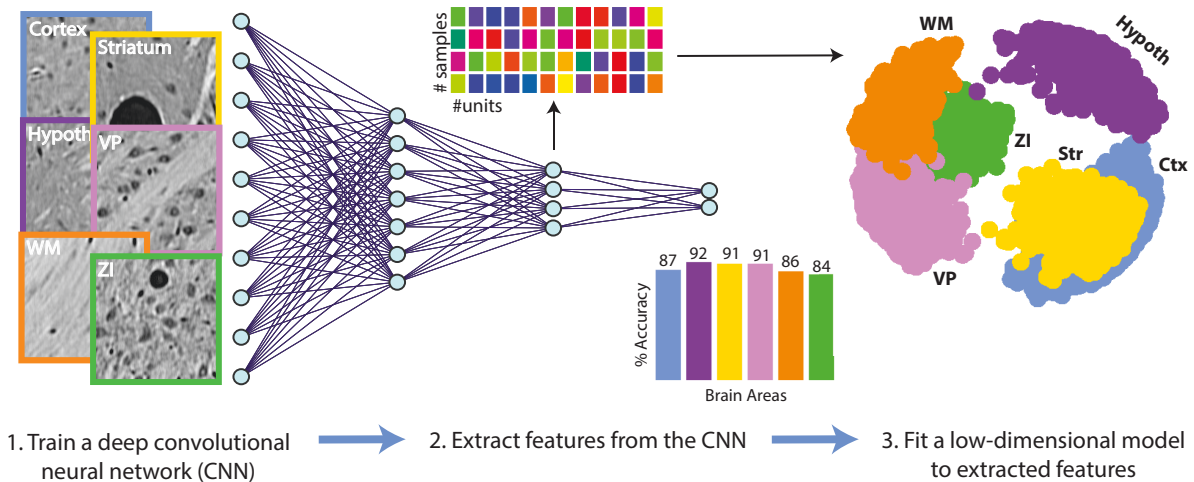 Cortex
Striatum
Hypoth
VP
WM
ZI
# samples
#units
WM
Hypoth
ZI
Str
Ctx
VP
% Accuracy
87
92
91
91
86
84
Brain Areas
1. Train a deep convolutional
neural network (CNN)
2. Extract features from the CNN
3. Fit a low-dimensional model
to extracted features